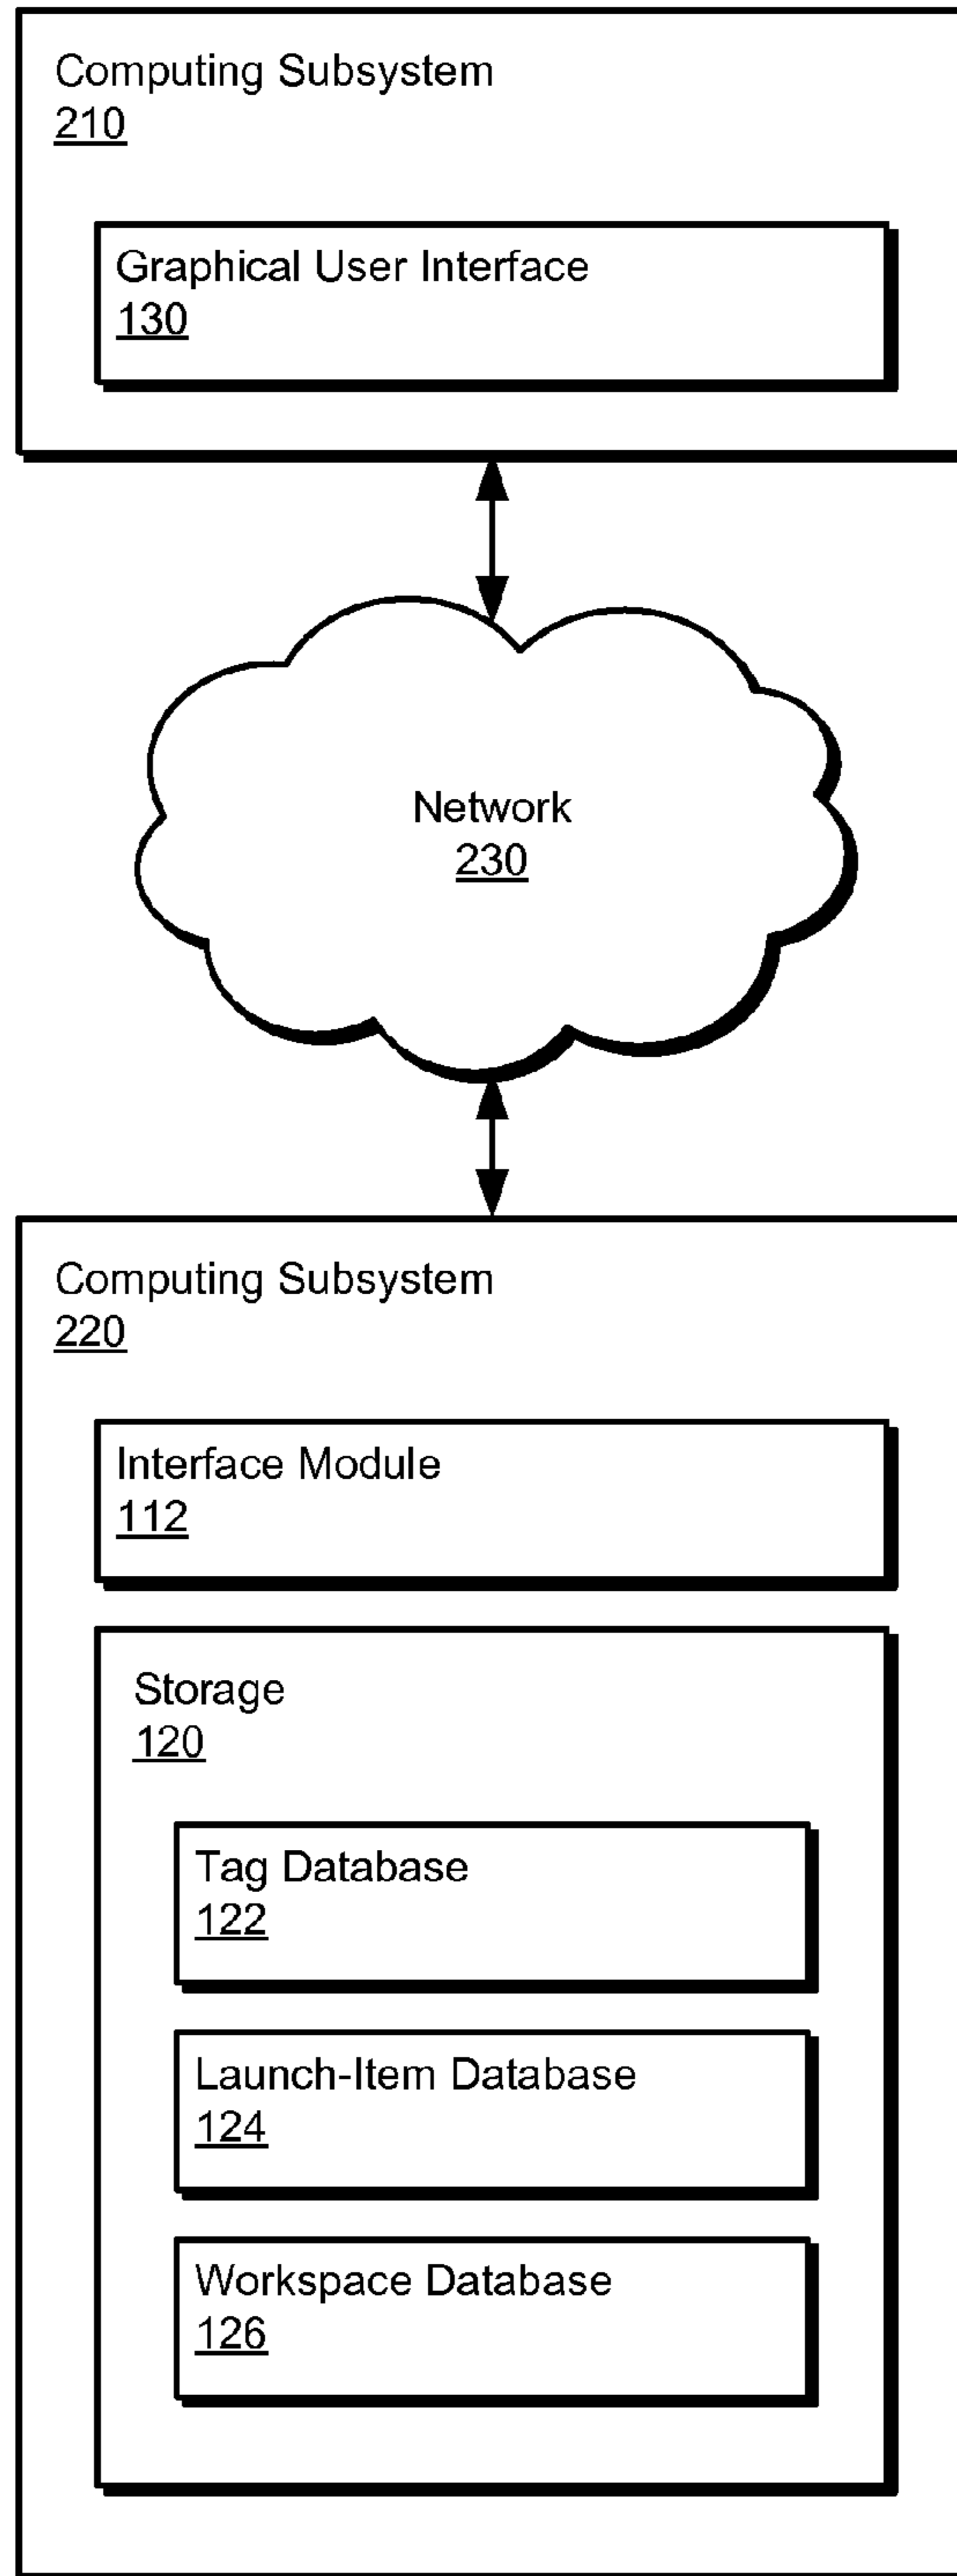 Computing Subsystem
210
Graphical User Interface
130
Network
230
Computing Subsystem
220
Interface Module
112
Storage
120
Tag Database
122
Launch-Item Database
124
Workspace Database
126